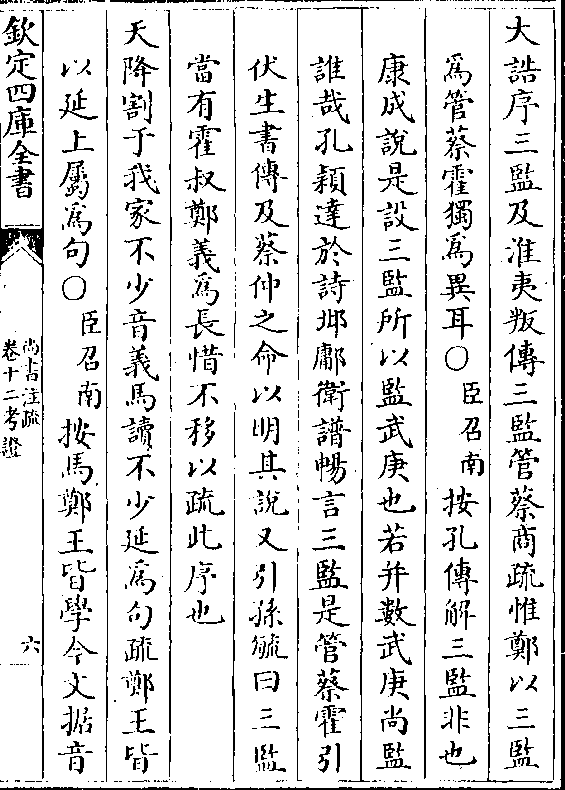 大誥序三監及淮夷叛傳三監管蔡商疏惟鄭以三監
爲管蔡霍獨爲異耳○臣召南按孔傳解三監非也
康成說是設三監所以監武庚也若并數武庚尚監
誰哉孔穎達於詩邶鄘衛譜暢言三監是管蔡霍引
伏生書傳及蔡仲之命以明其說又引孫毓曰三監
當有霍叔鄭義爲長惜不移以疏此序也
天降割于我家不少音義馬讀不少延爲句疏鄭王皆
以延上屬爲句○臣召南按馬鄭王皆學今文据音
欽定四庫全書
尚書注疏
卷十二考證
六